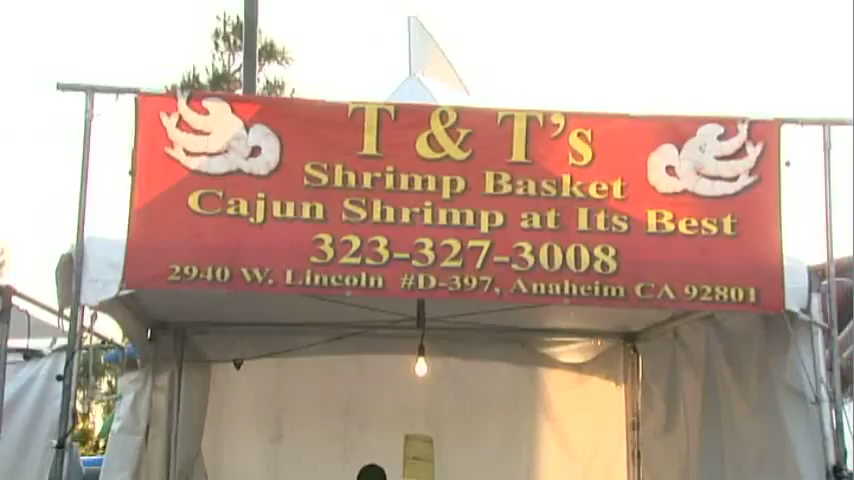 T & T's
Shrimp Basket
Cajun Shrimp at Its Best
323-327-3008
2940 W. Lincoln #D-397, Anaheim CA 92801